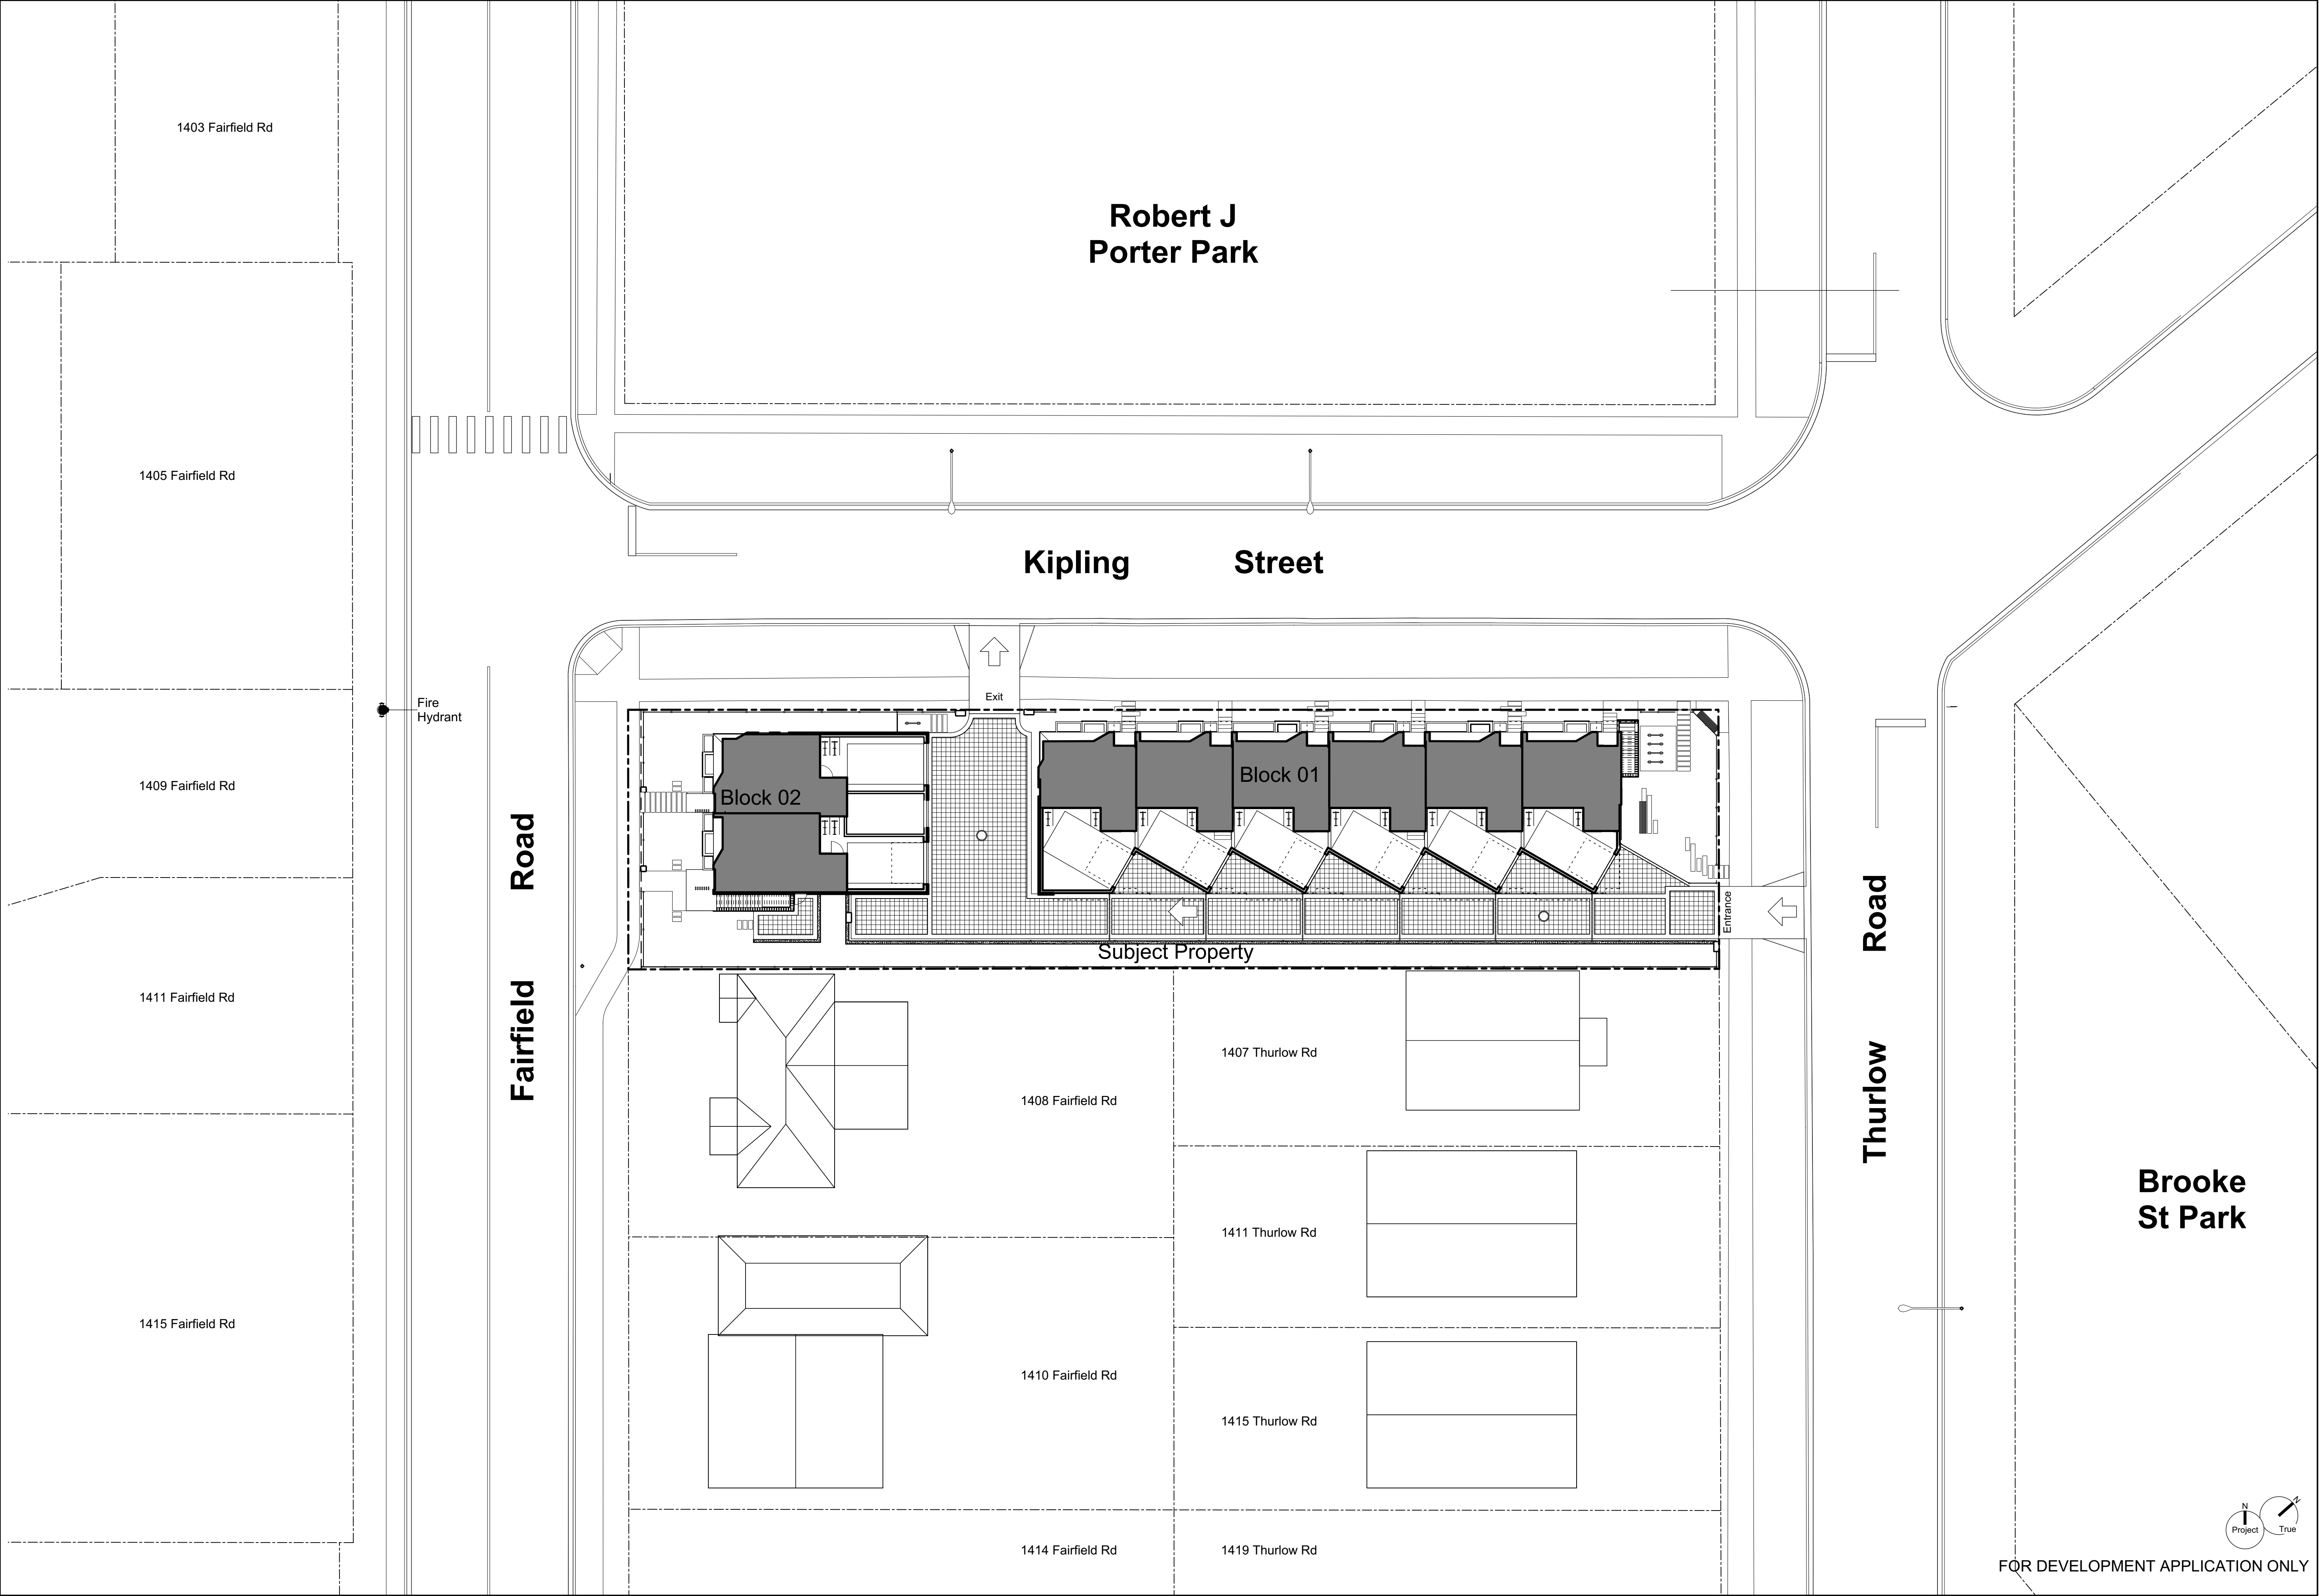 1403 Fairfield Rd
Robert J
Porter Park
1405 Fairfield Rd
Kipling Street
Fire
Hydrant
Exit
1409 Fairfield Rd
Block 02
Block 01
Fairfield Road
Entrance
Thurlow Road
Subject Property
1411 Fairfield Rd
1407 Thurlow Rd
1408 Fairfield Rd
Brooke
St Park
1411 Thurlow Rd
1415 Fairfield Rd
1410 Fairfield Rd
1415 Thurlow Rd
1414 Fairfield Rd
1419 Thurlow Rd
N
N
Project
True
FOR DEVELOPMENT APPLICATION ONLY